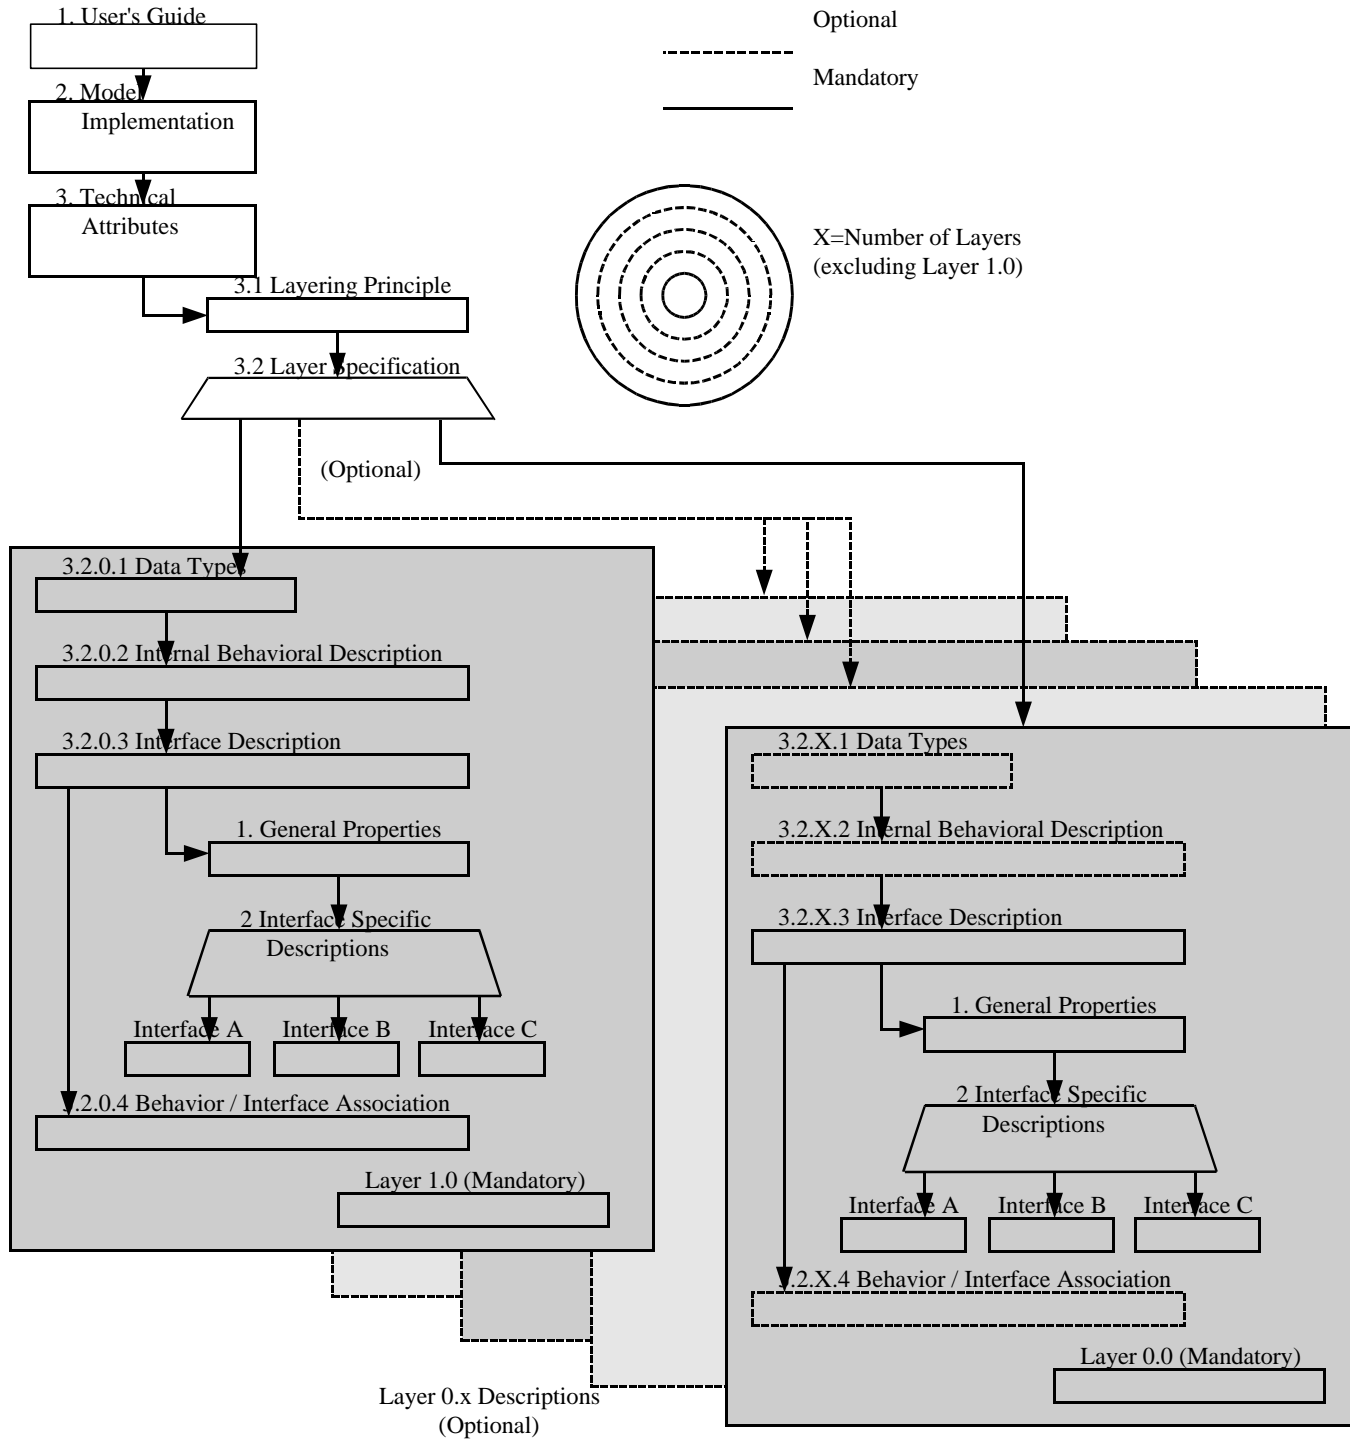 1. User's Guide
Optional
Mandatory
2. Model
Implementation
3. Technical
Attributes
X=Number of Layers
(excluding Layer 1.0)
3.1 Layering Principle
3.2 Layer Specification
(Optional)
3.2.0.1 Data Types
3.2.0.2 Internal Behavioral Description
3.2.0.3 Interface Description
1. General Properties
2 Interface Specific
Descriptions
Interface A
Interface B
Interface C
3.2.0.4 Behavior / Interface Association
Layer 1.0 (Mandatory)
3.2.X.1 Data Types
3.2.X.2 Internal Behavioral Description
3.2.X.3 Interface Description
1. General Properties
2 Interface Specific
Descriptions
Interface A
Interface B
Interface C
3.2.X.4 Behavior / Interface Association
Layer 0.0 (Mandatory)
Layer 0.x Descriptions
(Optional)